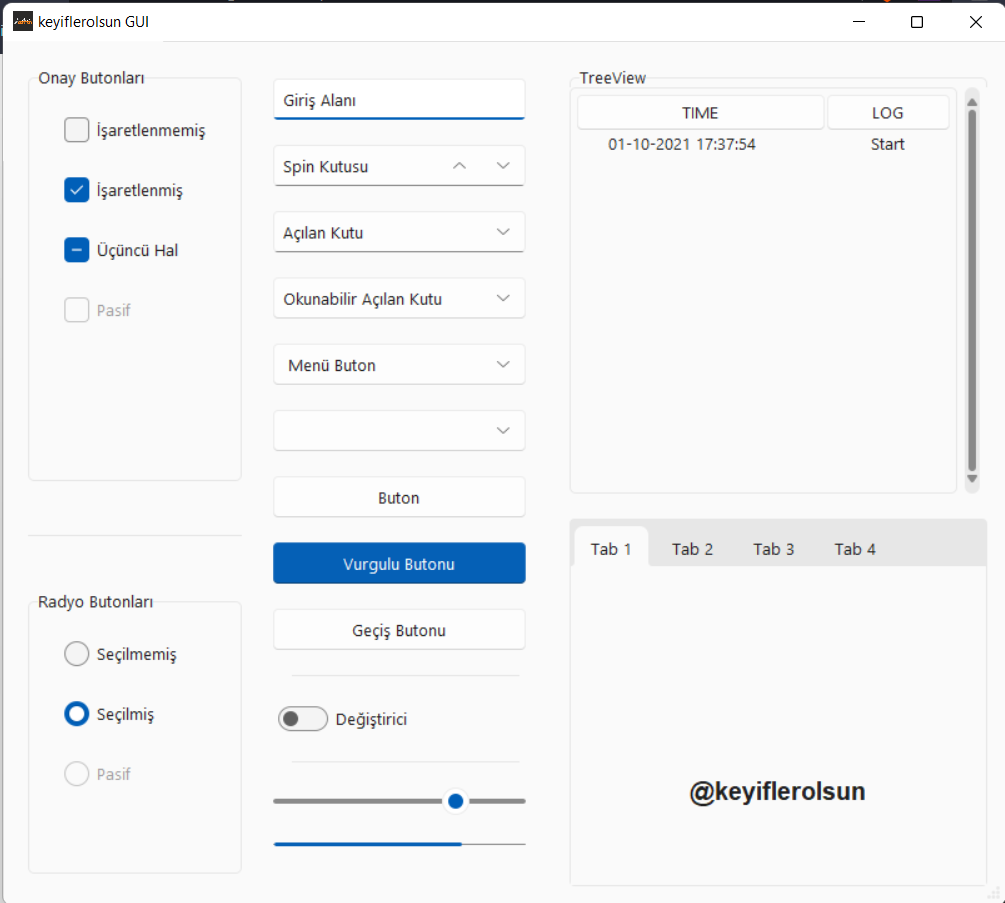 keyiflerolsun GUI
Onay Butonları
İşaretlenmemiş
İşaretlenmiş
Üçüncü Hal
Pasif
Radyo Butonları
Seçilmemiş
Seçilmiş
Pasif
Giriş Alanı
Spin Kutusu
Açılan Kutu
Okunabilir Açılan Kutu
Menü Buton
Buton
Vurgulu Butonu
Geçiş Butonu
Değiştirici
TreeView
TIME LOG
01-10-2021 17:37:54 Start
Tab 1 Tab 2 Tab 3 Tab 4
@keyiflerolsun